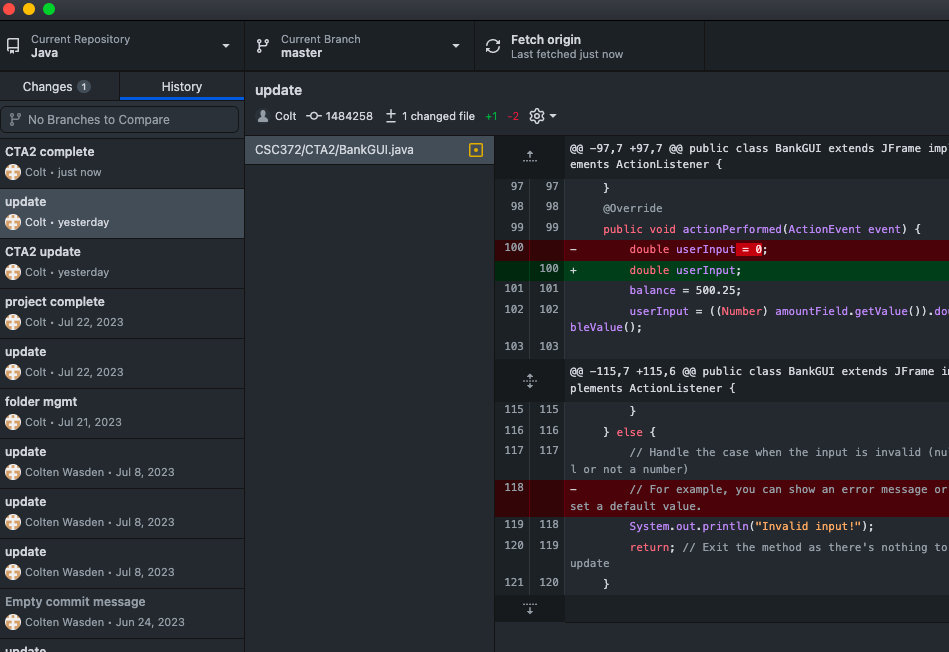 Current Repository
Java
Current Branch
master
Fetch origin
Last fetched just now
Changes 1
History
No Branches to Compare
CTA2 complete
Colt • just now
update
Colt • yesterday
CTA2 update
Colt • yesterday
project complete
Colt • Jul 22, 2023
update
Colt • Jul 22, 2023
folder mgmt
Colt • Jul 21, 2023
update
Colten Wasden • Jul 8, 2023
update
Colten Wasden • Jul 8, 2023
update
Colten Wasden • Jul 8, 2023
Empty commit message
Colten Wasden • Jun 24, 2023
update
update
Colt 1484258 1 changed file +1 -2
CSC372/CTA2/BankGUI.java
@@ -97,7 +97,7 @@ public class BankGUI extends JFrame imp
ements ActionListener {
97 97 }
98 98 @Override
99 99 public void actionPerformed(ActionEvent event) {
100 - double userInput = 0;
100 + double userInput;
101 101 balance = 500.25;
102 102 userInput = ((Number) amountField.getValue()).dou
bleValue();
103 103
@@ -115,7 +115,6 @@ public class BankGUI extends JFrame im
plements ActionListener {
115 115 }
116 116 } else {
117 117 // Handle the case when the input is invalid (nu
l or not a number)
118 - // For example, you can show an error message or
set a default value.
119 118 System.out.println("Invalid input!");
120 119 return; // Exit the method as there's nothing to
update
121 120 }